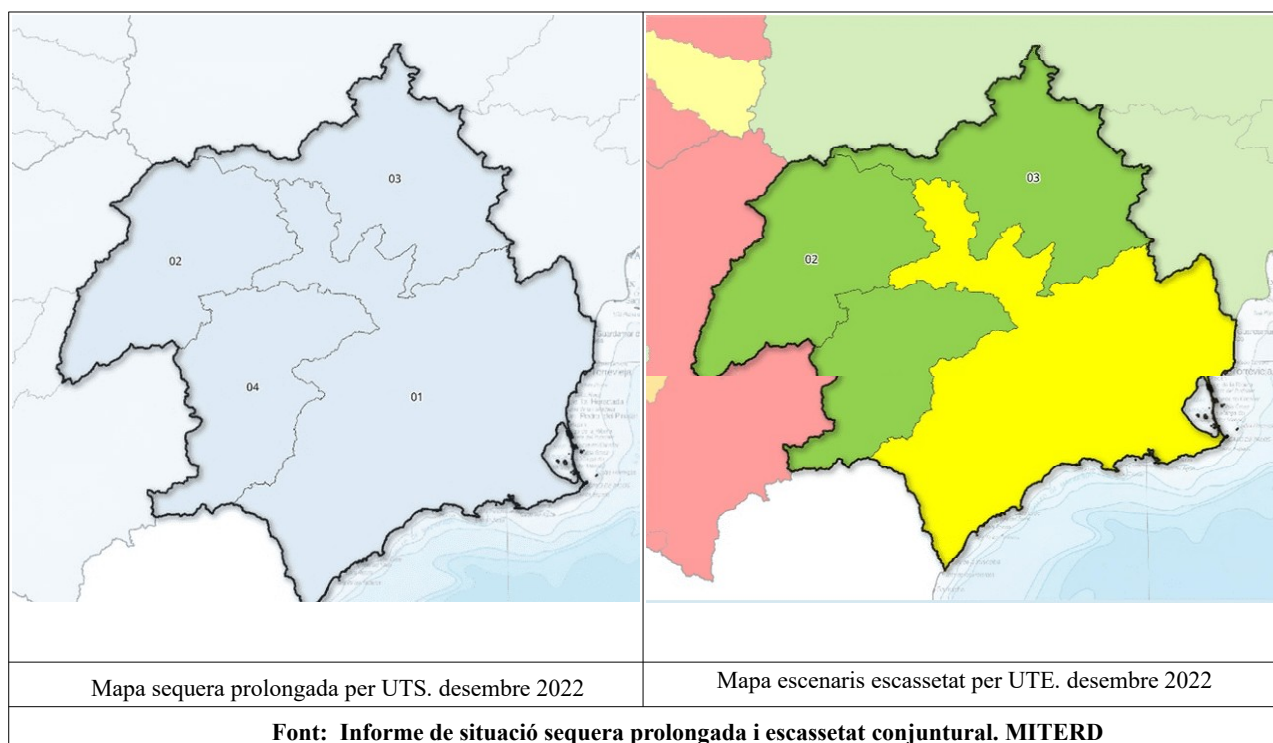 03
02
04
01
03
02
Mapa sequera prolongada per UTS. desembre 2022
Mapa escenaris escassetat per UTE. desembre 2022
Font: Informe de situació sequera prolongada i escassetat conjuntural. MITERD